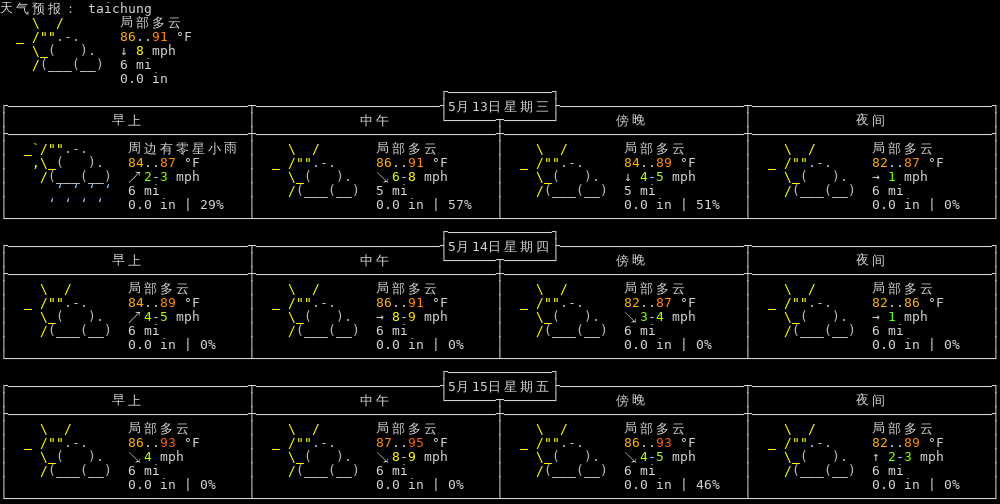 天气预报： taichung
局部多云
86..91 °F
↓ 8 mph
6 mi
0.0 in
5月13日星期三
早上 中午 傍晚 夜间
周边有零星小雨 局部多云 局部多云 局部多云
84..87 °F 86..91 °F 84..89 °F 82..87 °F
↗ 2-3 mph ↘ 6-8 mph ↓ 4-5 mph → 1 mph
6 mi 5 mi 5 mi 6 mi
0.0 in | 29% 0.0 in | 57% 0.0 in | 51% 0.0 in | 0%
5月14日星期四
早上 中午 傍晚 夜间
局部多云 局部多云 局部多云 局部多云
84..89 °F 86..91 °F 82..87 °F 82..86 °F
↗ 4-5 mph → 8-9 mph ↘ 3-4 mph → 1 mph
6 mi 6 mi 6 mi 6 mi
0.0 in | 0% 0.0 in | 0% 0.0 in | 0% 0.0 in | 0%
5月15日星期五
早上 中午 傍晚 夜间
局部多云 局部多云 局部多云 局部多云
86..93 °F 87..95 °F 86..93 °F 82..89 °F
↘ 4 mph ↘ 8-9 mph ↘ 4-5 mph ↑ 2-3 mph
6 mi 6 mi 6 mi 6 mi
0.0 in | 0% 0.0 in | 0% 0.0 in | 46% 0.0 in | 0%